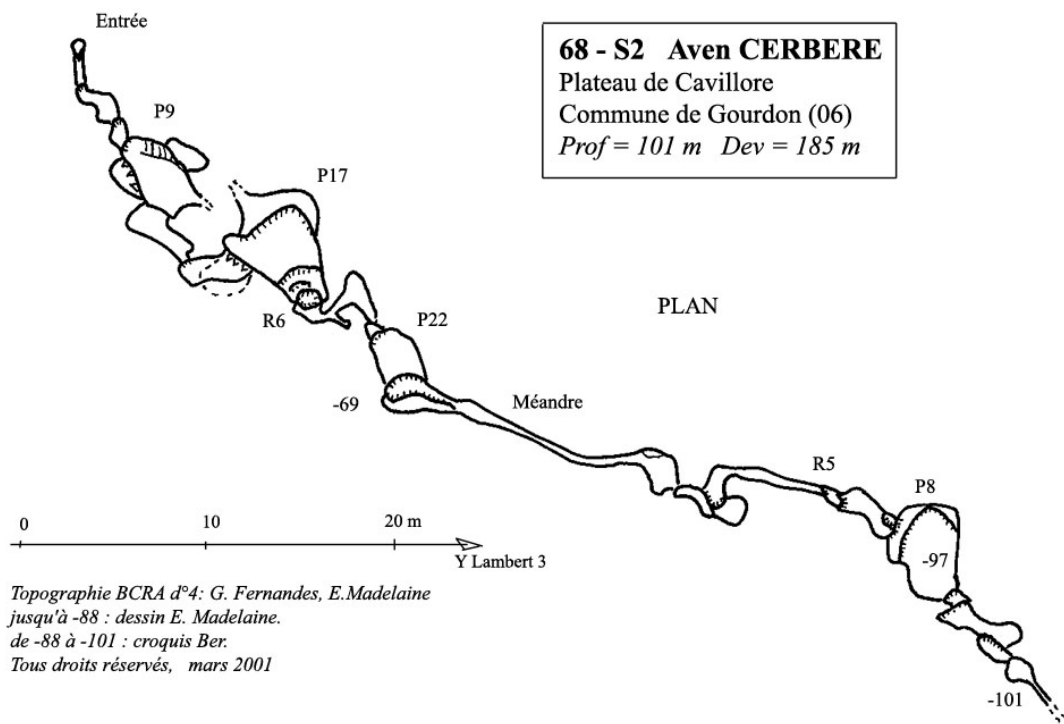 Entrée
68 - S2 Aven CERBERE
Plateau de Cavillore
Commune de Gourdon (06)
Prof = 101 m Dev = 185 m
P9
P17
R6
P22
PLAN
-69
Méandre
R5
P8
-97
0 10 20 m
Y Lambert 3
Topographie BCRA d°4: G. Fernandes, E.Madelaine
jusqu'à -88 : dessin E. Madelaine.
de -88 à -101 : croquis Ber.
Tous droits réservés, mars 2001
-101